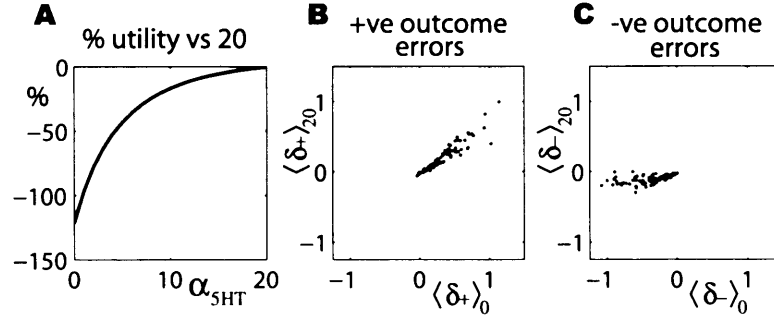 A
% utility vs 20
0
%
−50
−100
−150
0
10
20
α5HT
B
+ve outcome
errors
⟨δ+⟩20
1
0
−1
−1
0
1
⟨δ+⟩0
C
-ve outcome
errors
⟨δ−⟩20
1
0
−1
−1
0
1
⟨δ−⟩0